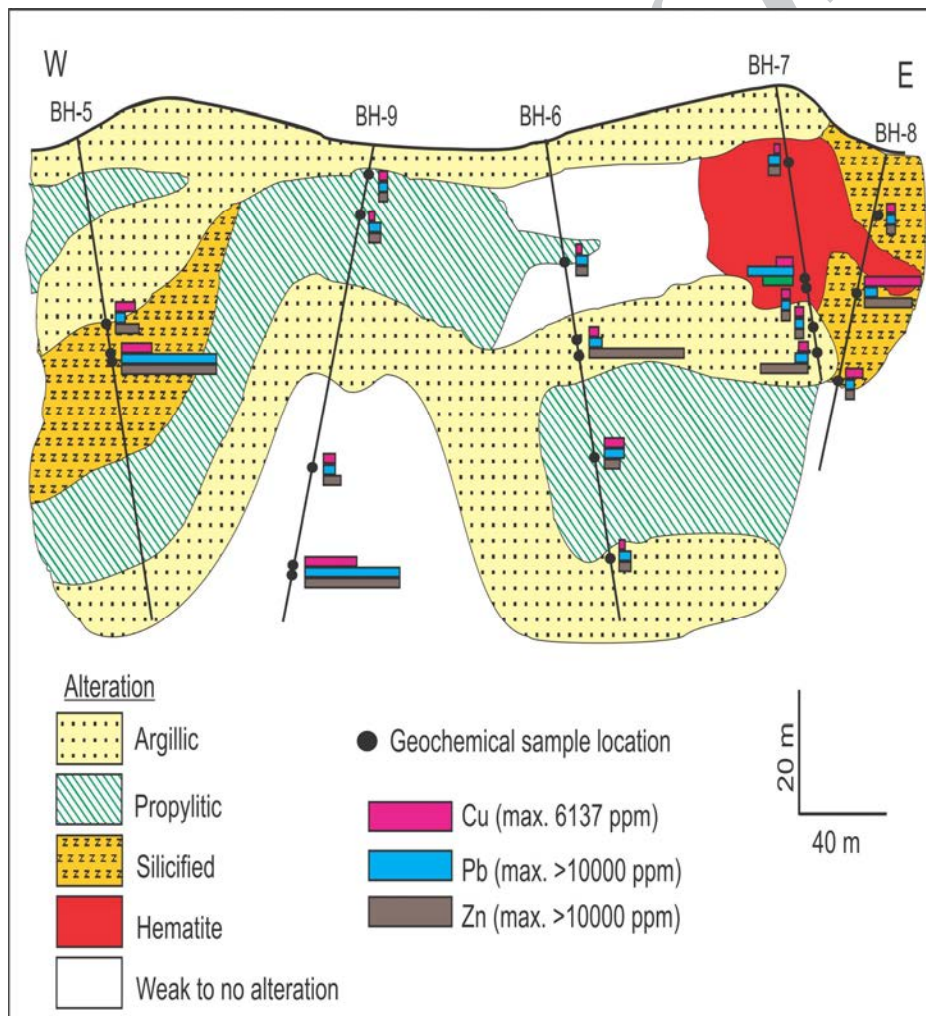 W
E
BH-5
BH-9
BH-6
BH-7
BH-8
Alteration
Argillic
Propylitic
Silicified
Hematite
Weak to no alteration
Geochemical sample location
Cu (max. 6137 ppm)
Pb (max. >10000 ppm)
Zn (max. >10000 ppm)
20 m
40 m